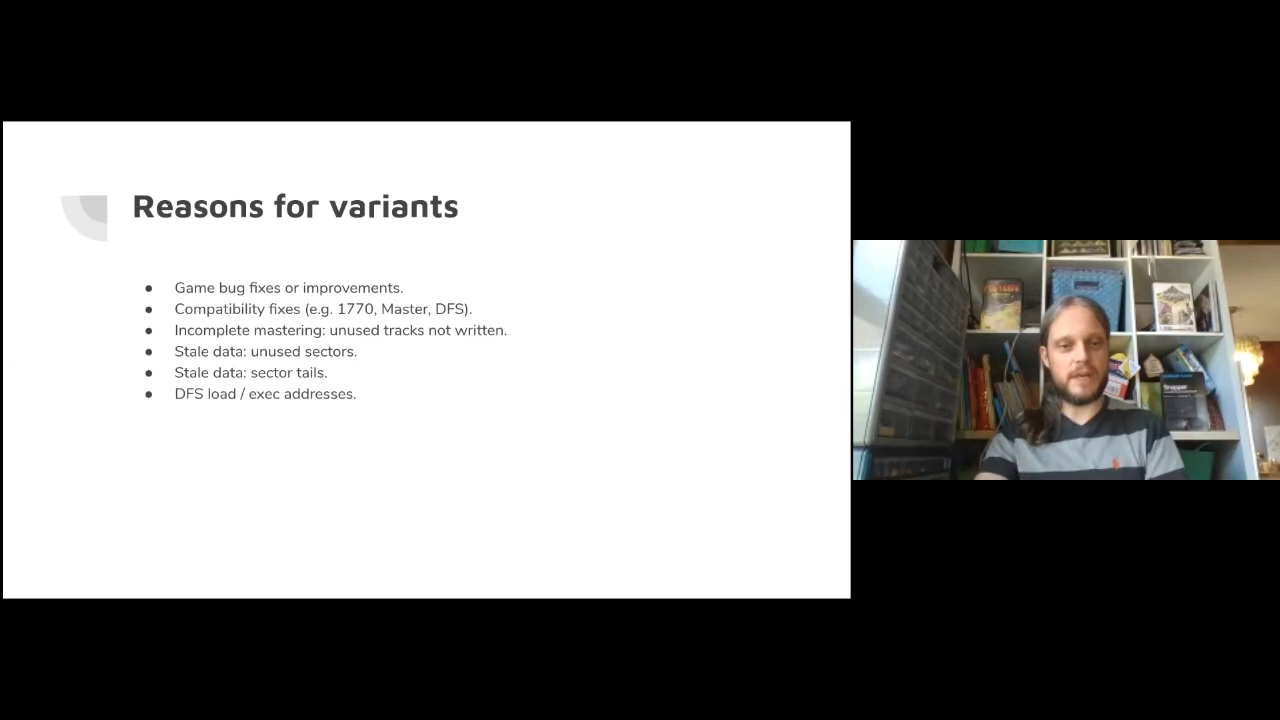 Reasons for variants
● Game bug fixes or improvements.
● Compatibility fixes (e.g. 1770, Master, DFS).
● Incomplete mastering: unused tracks not written.
● Stale data: unused sectors.
● Stale data: sector tails.
● DFS load / exec addresses.
Snapper